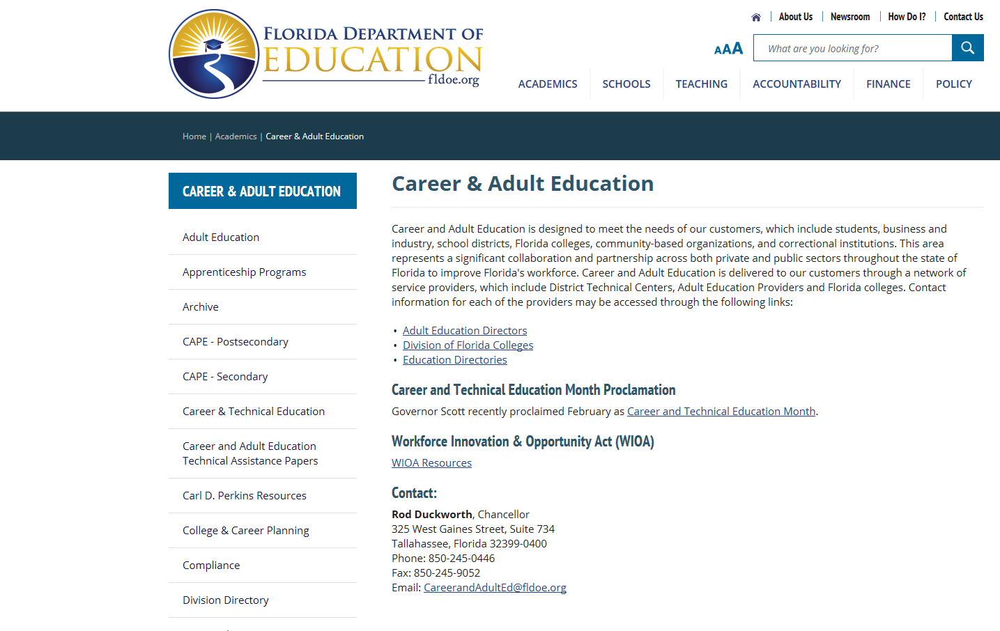 FLORIDA DEPARTMENT OF
EDUCATION
fldoe.org
About Us
Newsroom
How Do I?
Contact Us
AAA
What are you looking for?
ACADEMICS
SCHOOLS
TEACHING
ACCOUNTABILITY
FINANCE
POLICY
Home | Academics | Career & Adult Education
CAREER & ADULT EDUCATION
Adult Education
Apprenticeship Programs
Archive
CAPE - Postsecondary
CAPE - Secondary
Career & Technical Education
Career and Adult Education
Technical Assistance Papers
Carl D. Perkins Resources
College & Career Planning
Compliance
Division Directory
Career & Adult Education
Career and Adult Education is designed to meet the needs of our customers, which include students, business and
industry, school districts, Florida colleges, community-based organizations, and correctional institutions. This area
represents a significant collaboration and partnership across both private and public sectors throughout the state of
Florida to improve Florida's workforce. Career and Adult Education is delivered to our customers through a network of
service providers, which include District Technical Centers, Adult Education Providers and Florida colleges. Contact
information for each of the providers may be accessed through the following links:
• Adult Education Directors
• Division of Florida Colleges
• Education Directories
Career and Technical Education Month Proclamation
Governor Scott recently proclaimed February as Career and Technical Education Month.
Workforce Innovation & Opportunity Act (WIOA)
WIOA Resources
Contact:
Rod Duckworth, Chancellor
325 West Gaines Street, Suite 734
Tallahassee, Florida 32399-0400
Phone: 850-245-0446
Fax: 850-245-9052
Email: CareerandAdultEd@fldoe.org